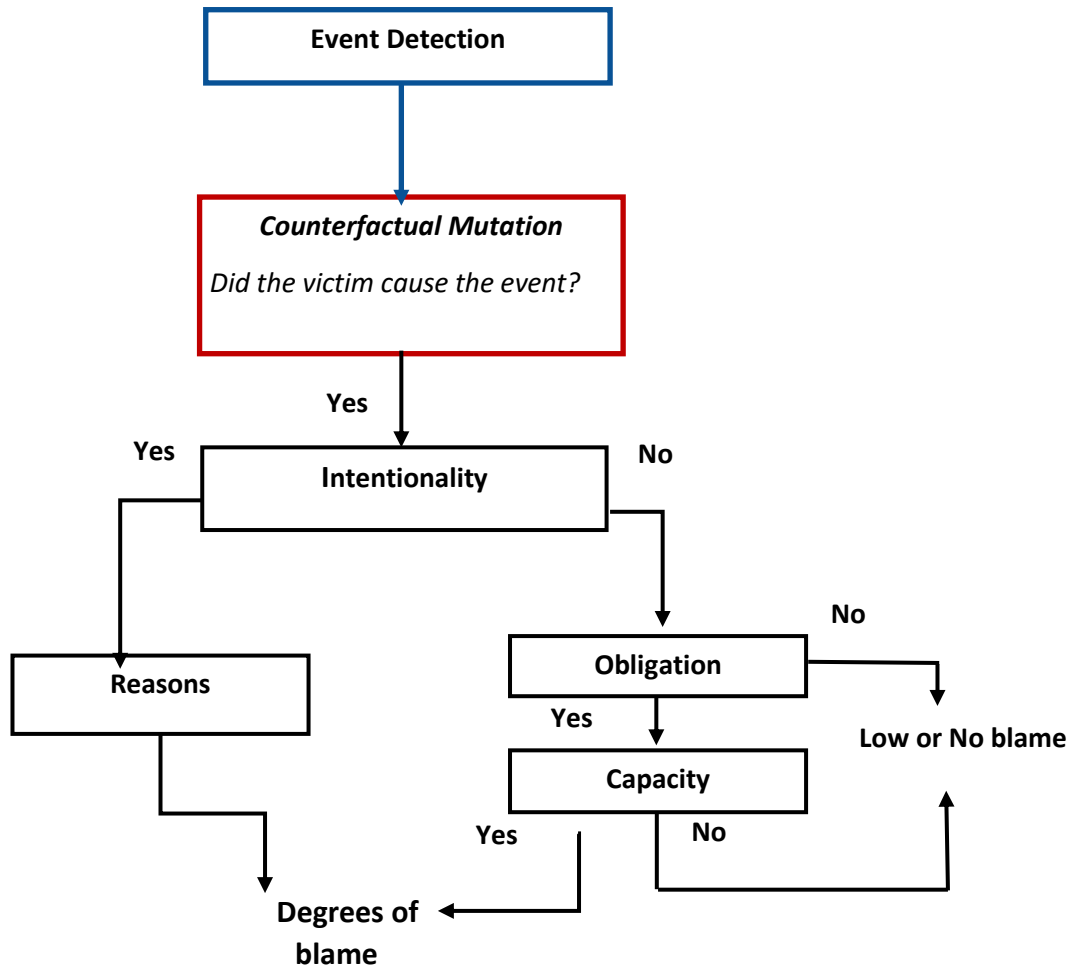 Event Detection
Counterfactual Mutation
Did the victim cause the event?
Yes
Yes
No
Intentionality
No
Reasons
Obligation
Yes
Low or No blame
Capacity
Yes
No
Degrees of
blame